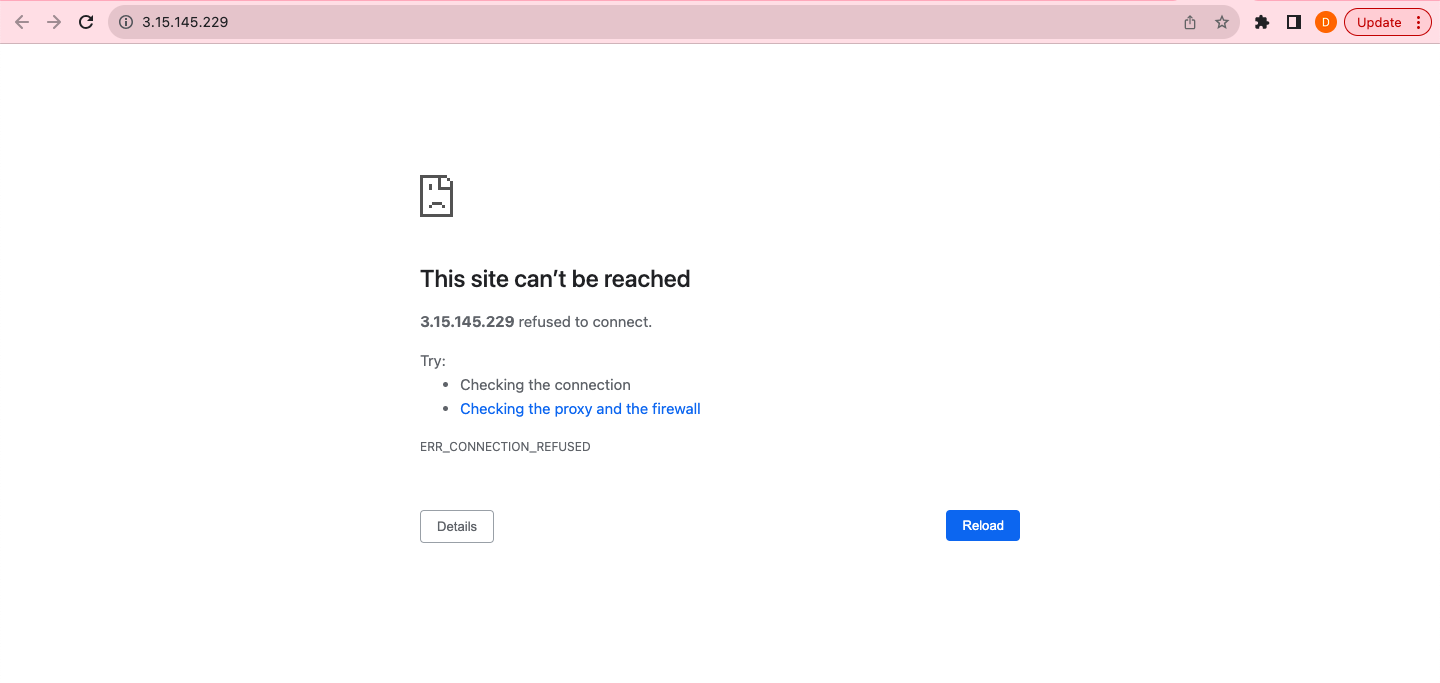 3.15.145.229
D
Update
This site can’t be reached
3.15.145.229 refused to connect.
Try:
• Checking the connection
• Checking the proxy and the firewall
ERR_CONNECTION_REFUSED
Details
Reload